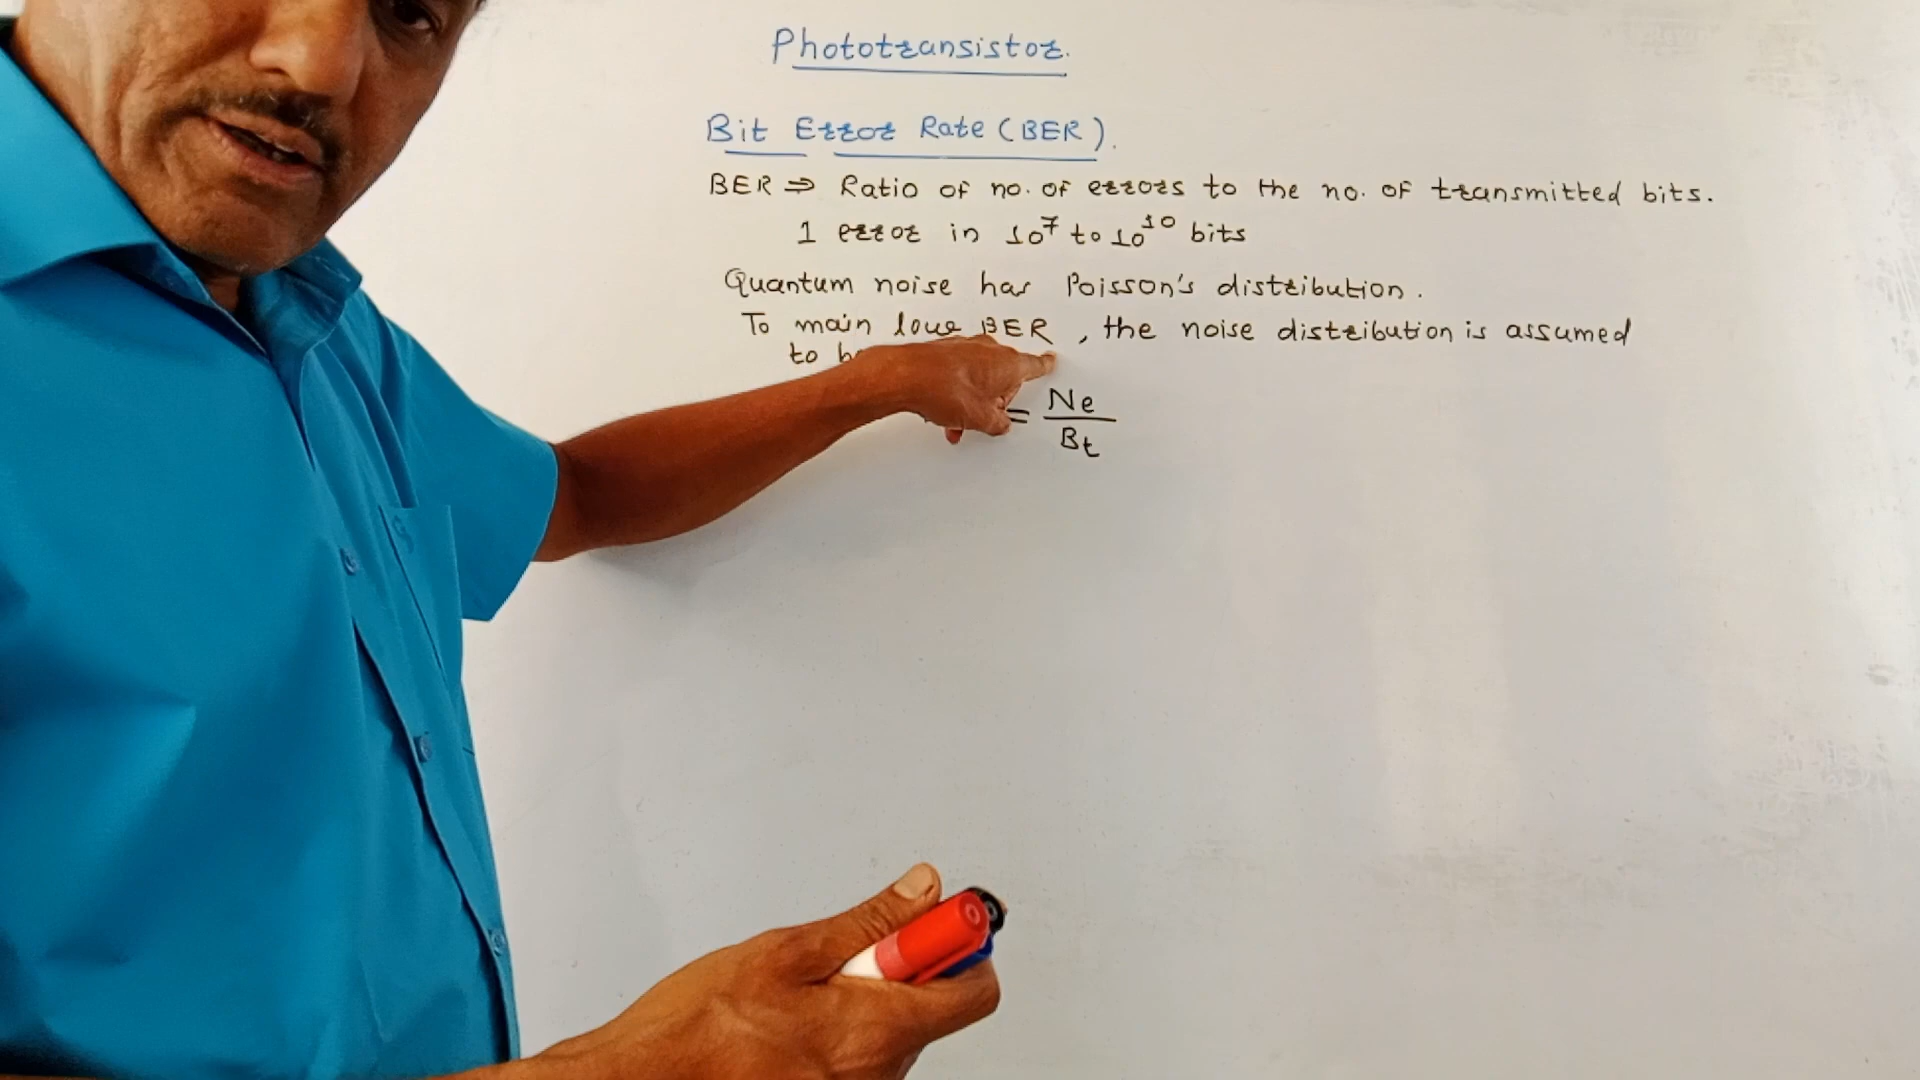 Phototransistor.
Bit Error Rate (BER).
BER ⇒ Ratio of no. of errors to the no. of transmitted bits.
1 error in 10⁷ to 10¹⁰ bits
Quantum noise has Poisson's distribution.
To main low BER, the noise distribution is assumed
to
= Ne / Bt